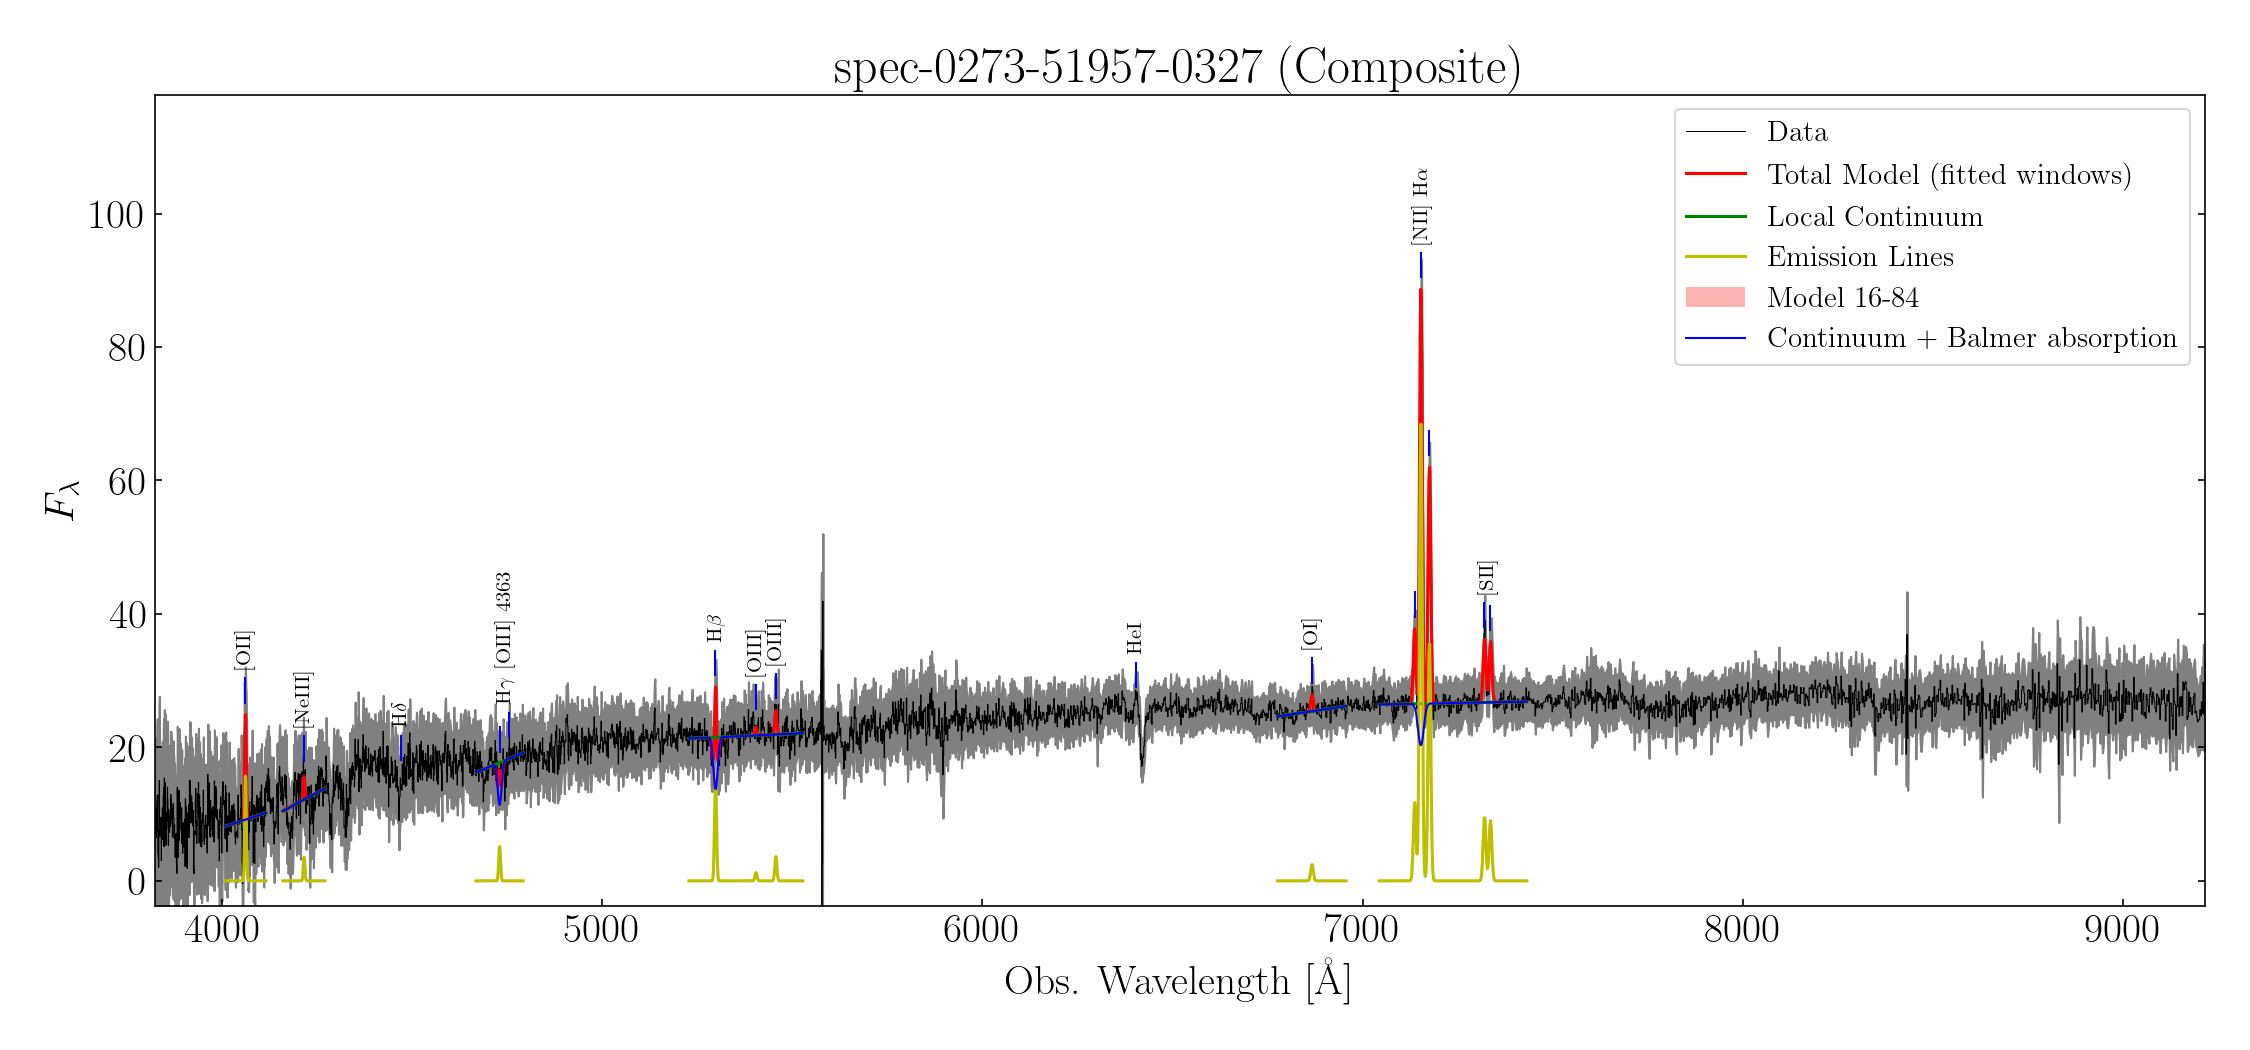 spec-0273-51957-0327 (Composite)
Data
Total Model (fitted windows)
Local Continuum
Emission Lines
Model 16-84
Continuum + Balmer absorption
[NII] Hα
[OII]
[NeIII]
Hδ
Hγ [OIII] 4363
Hβ
[OIII]
[OIII]
HeI
[OI]
[SII]
100
80
60
40
20
0
Fλ
4000 5000 6000 7000 8000 9000
Obs. Wavelength [Å]